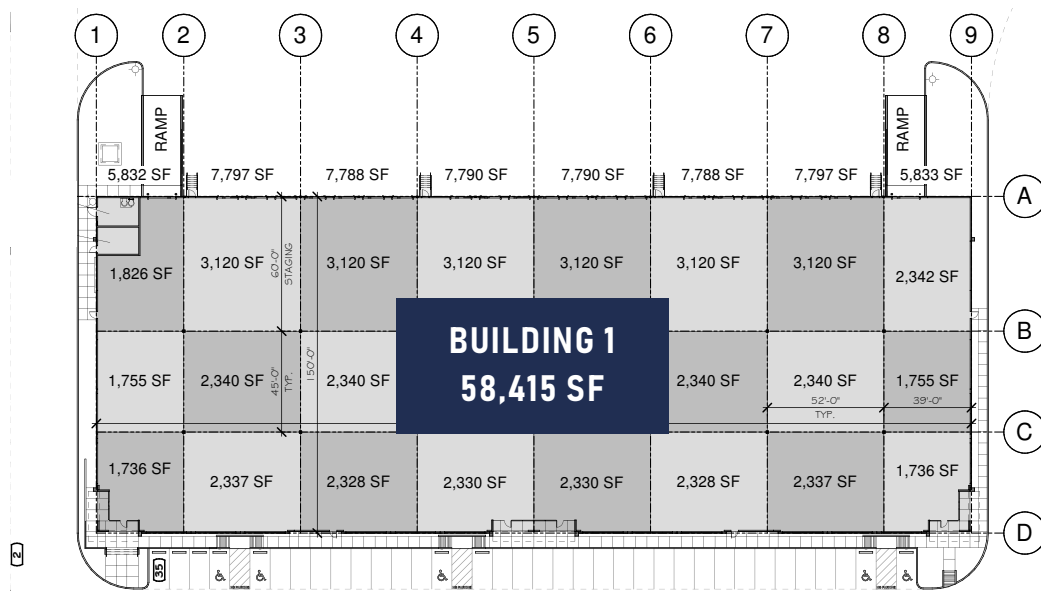 1 2 3 4 5 6 7 8 9
RAMP
RAMP
5,832 SF 7,797 SF 7,788 SF 7,790 SF 7,790 SF 7,788 SF 7,797 SF 5,833 SF
A
60'-0"
STAGING
1,826 SF 3,120 SF 3,120 SF 3,120 SF 3,120 SF 3,120 SF 3,120 SF 2,342 SF
B
BUILDING 1
58,415 SF
45'-0"
TYP.
150'-0"
1,755 SF 2,340 SF 2,340 SF 2,340 SF 2,340 SF 1,755 SF
52'-0" 39'-0"
TYP.
C
1,736 SF 2,337 SF 2,328 SF 2,330 SF 2,330 SF 2,328 SF 2,337 SF 1,736 SF
D
2
35